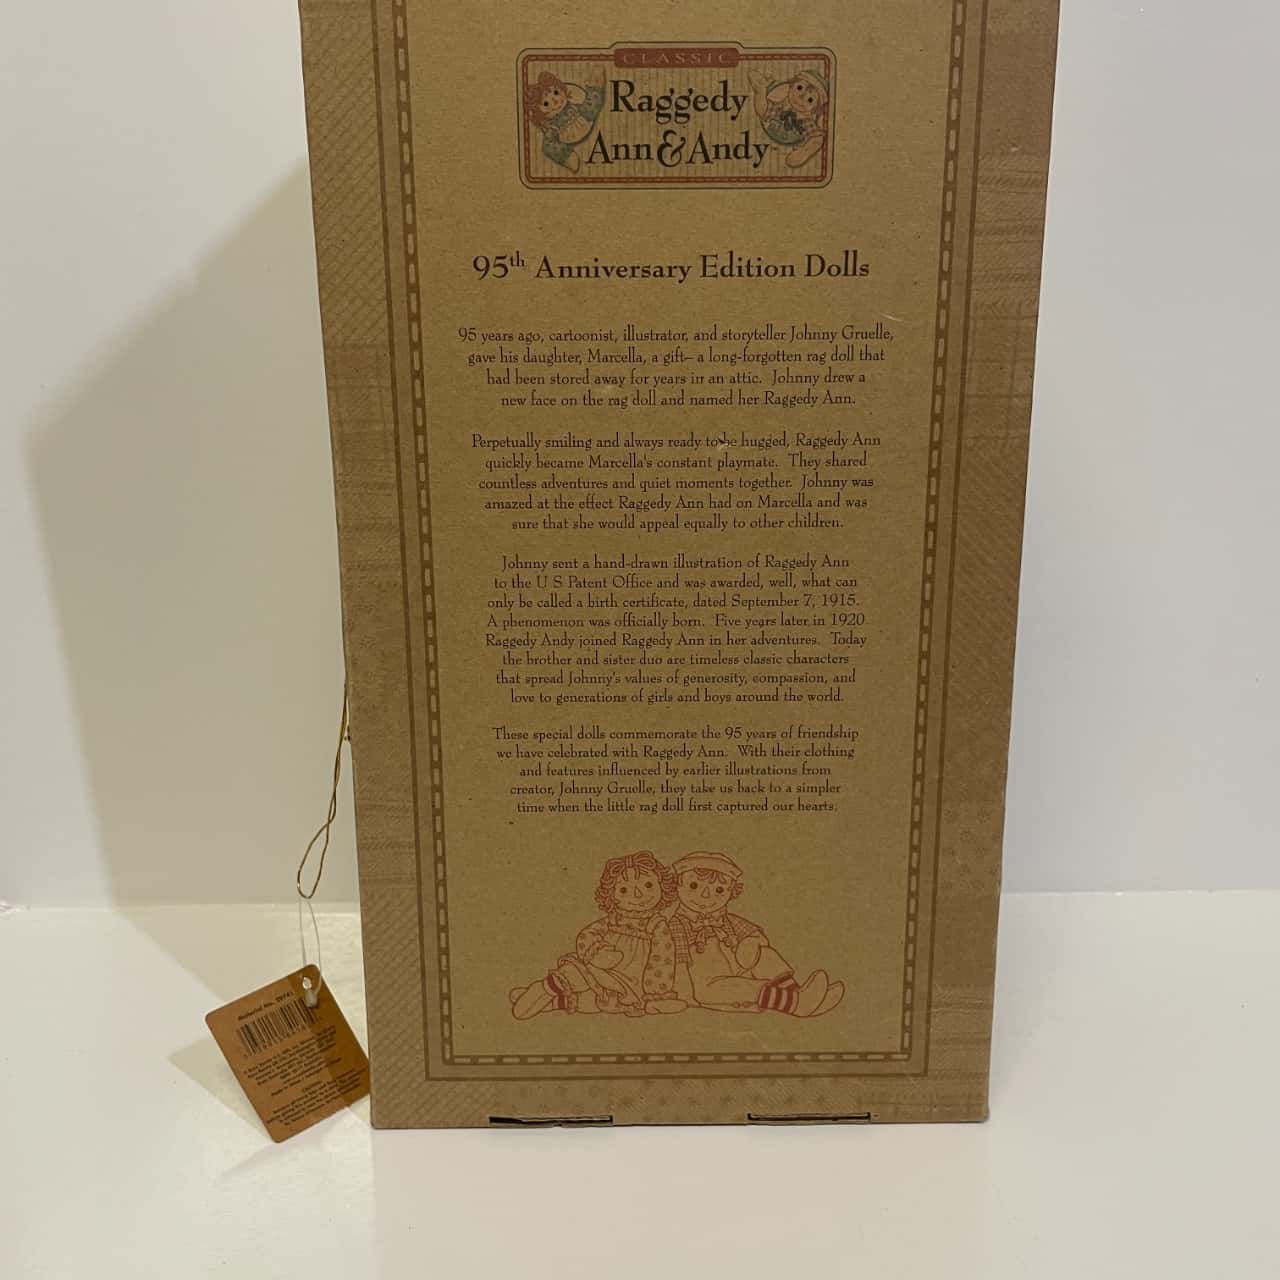 CLASSIC
Raggedy
Ann & Andy
95th Anniversary Edition Dolls
95 years ago, cartoonist, illustrator, and storyteller Johnny Gruelle,
gave his daughter, Marcella, a gift– a long-forgotten rag doll that
had been stored away for years in an attic. Johnny drew a
new face on the rag doll and named her Raggedy Ann.
Perpetually smiling and always ready to be hugged, Raggedy Ann
quickly became Marcella's constant playmate. They shared
countless adventures and quiet moments together. Johnny was
amazed at the effect Raggedy Ann had on Marcella and was
sure that she would appeal equally to other children.
Johnny sent a hand-drawn illustration of Raggedy Ann
to the U S Patent Office and was awarded, well, what can
only be called a birth certificate, dated September 7, 1915.
A phenomenon was officially born. Five years later in 1920
Raggedy Andy joined Raggedy Ann in her adventures. Today
the brother and sister duo are timeless classic characters
that spread Johnny's values of generosity, compassion, and
love to generations of girls and boys around the world.
These special dolls commemorate the 95 years of friendship
we have celebrated with Raggedy Ann. With their clothing
and features influenced by earlier illustrations from
creator, Johnny Gruelle, they take us back to a simpler
time when the little rag doll first captured our hearts.
Material No.